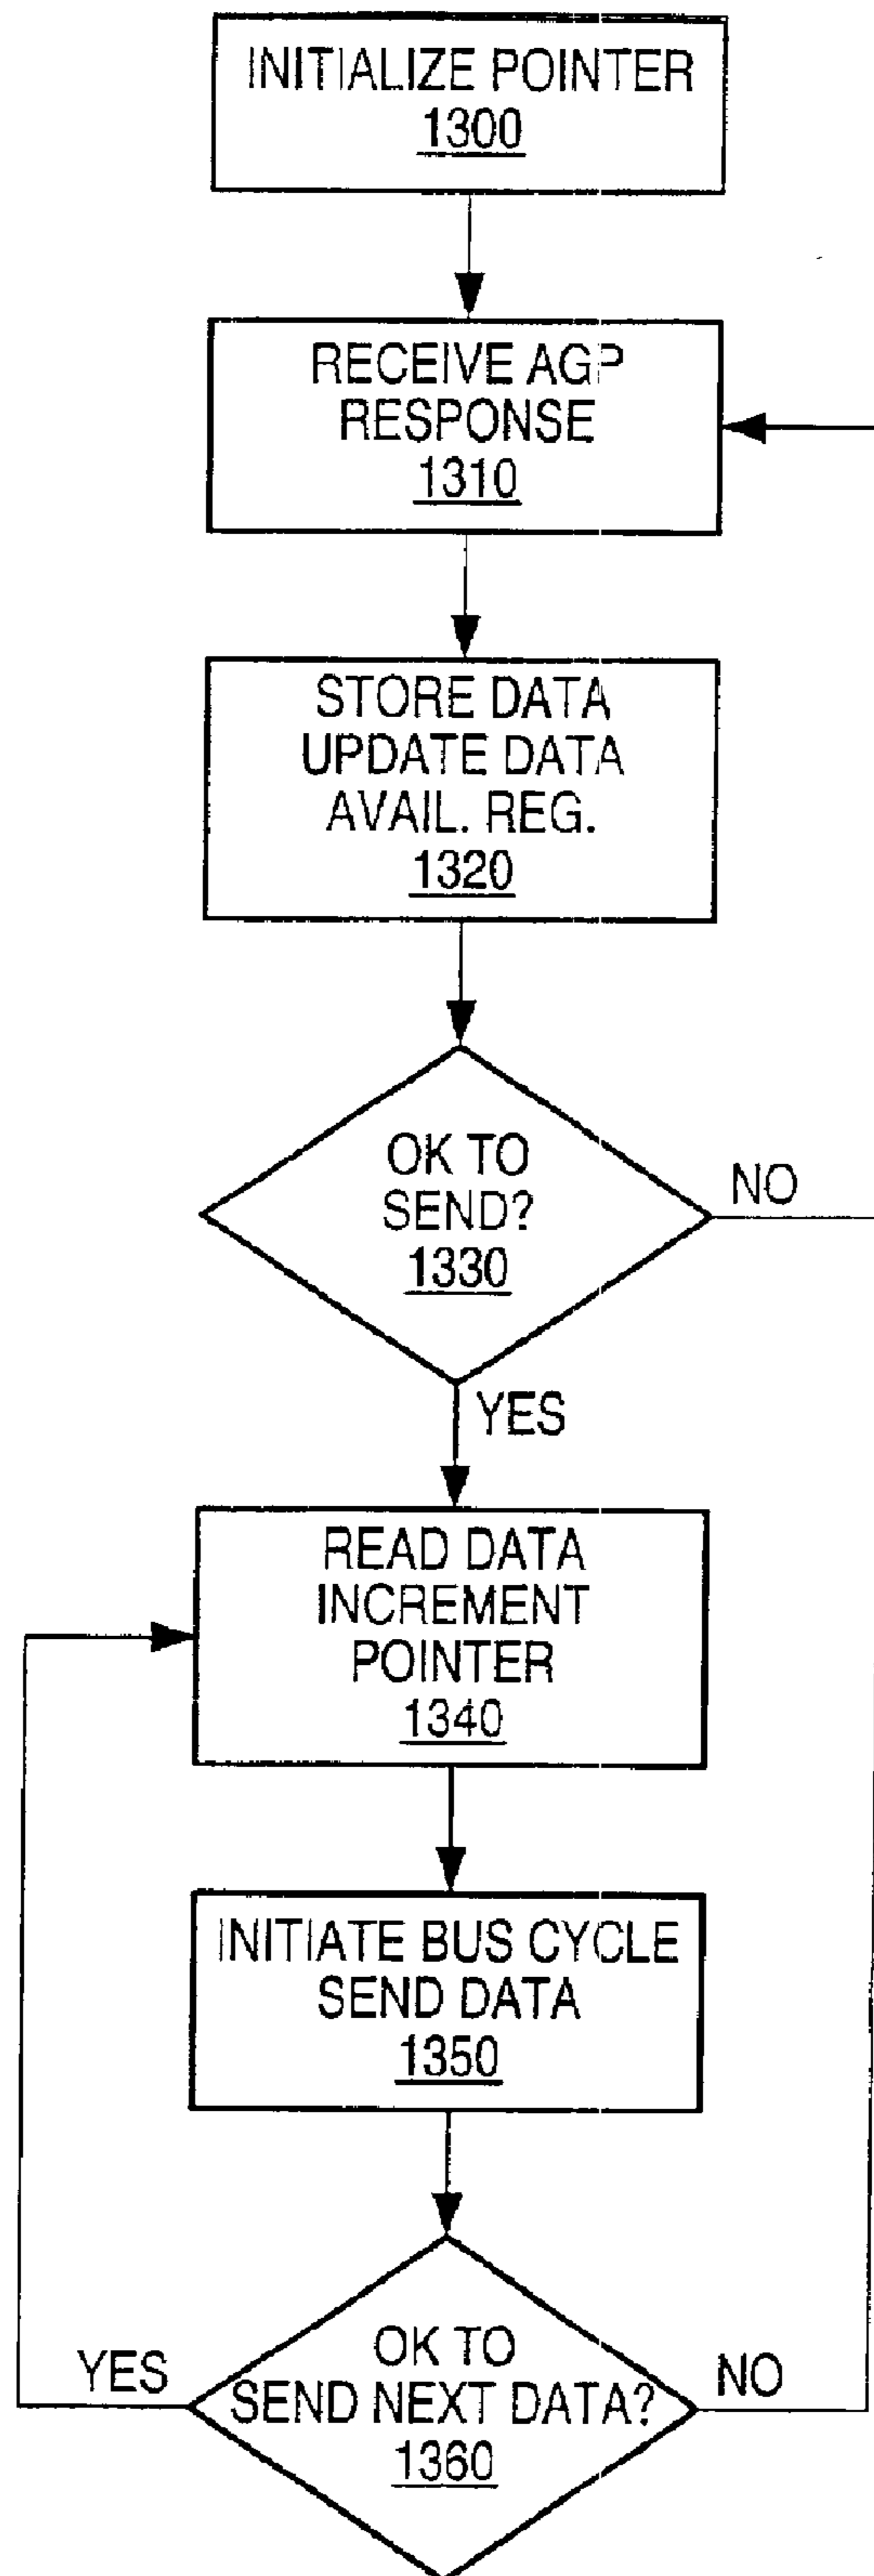 INITIALIZE POINTER
1300
RECEIVE AGP
RESPONSE
1310
STORE DATA
UPDATE DATA
AVAIL. REG.
1320
OK TO
SEND?
1330
NO
YES
READ DATA
INCREMENT
POINTER
1340
INITIATE BUS CYCLE
SEND DATA
1350
YES
OK TO
SEND NEXT DATA?
1360
NO